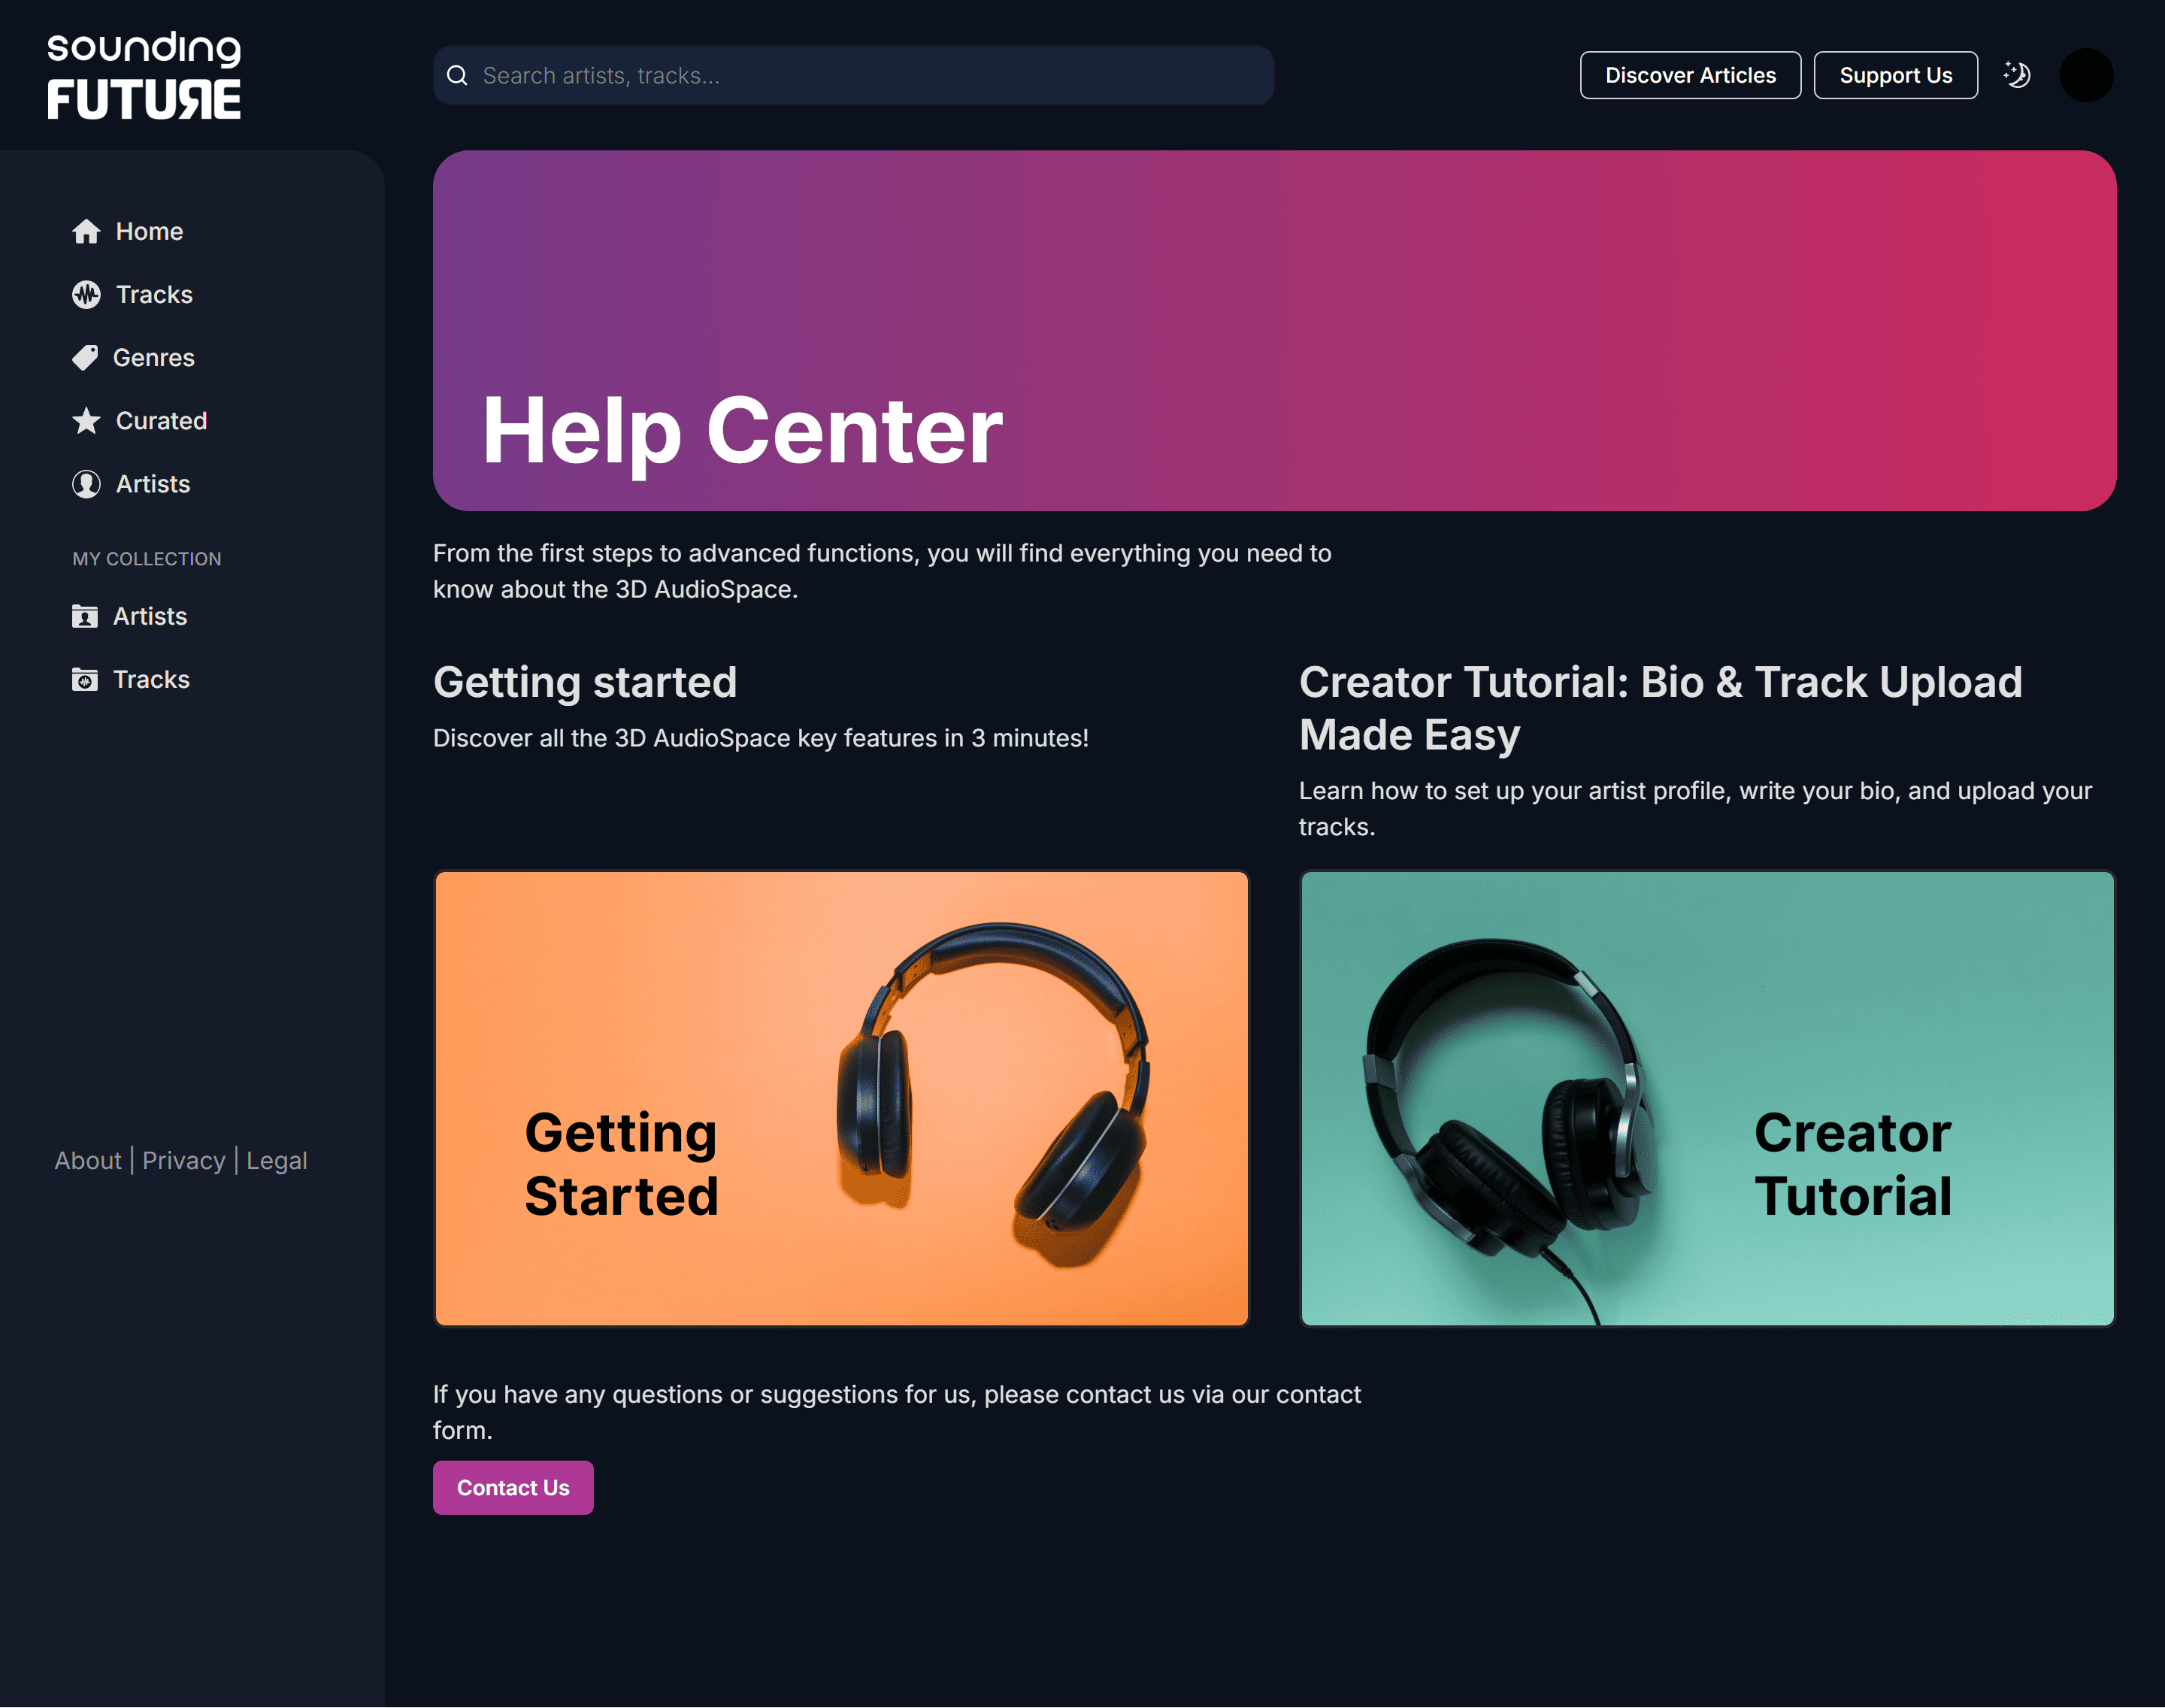 sounding
FUTURE
Search artists, tracks...
Discover Articles
Support Us
Home
Tracks
Genres
Curated
Artists
MY COLLECTION
Artists
Tracks
About | Privacy | Legal
Help Center
From the first steps to advanced functions, you will find everything you need to
know about the 3D AudioSpace.
Getting started
Discover all the 3D AudioSpace key features in 3 minutes!
Creator Tutorial: Bio & Track Upload
Made Easy
Learn how to set up your artist profile, write your bio, and upload your
tracks.
Getting
Started
Creator
Tutorial
If you have any questions or suggestions for us, please contact us via our contact
form.
Contact Us